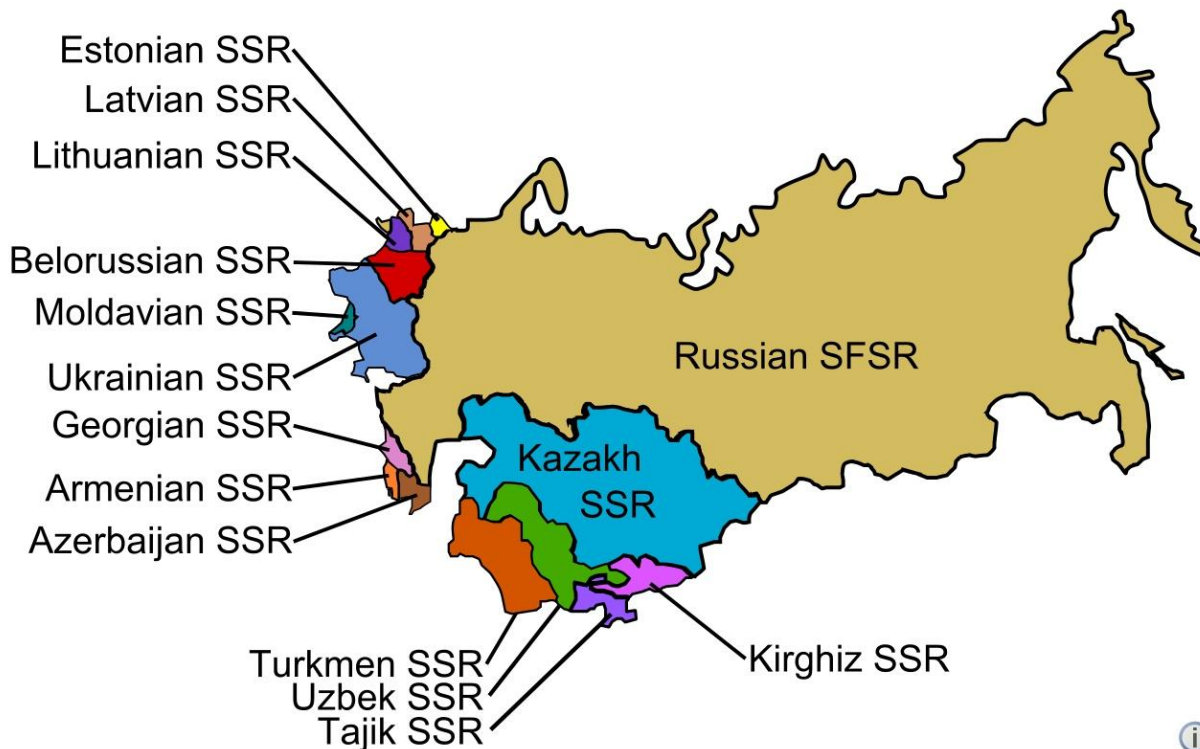 Estonian SSR
Latvian SSR
Lithuanian SSR
Belorussian SSR
Moldavian SSR
Ukrainian SSR
Georgian SSR
Armenian SSR
Azerbaijan SSR
Russian SFSR
Kazakh
SSR
Turkmen SSR
Uzbek SSR
Tajik SSR
Kirghiz SSR
i